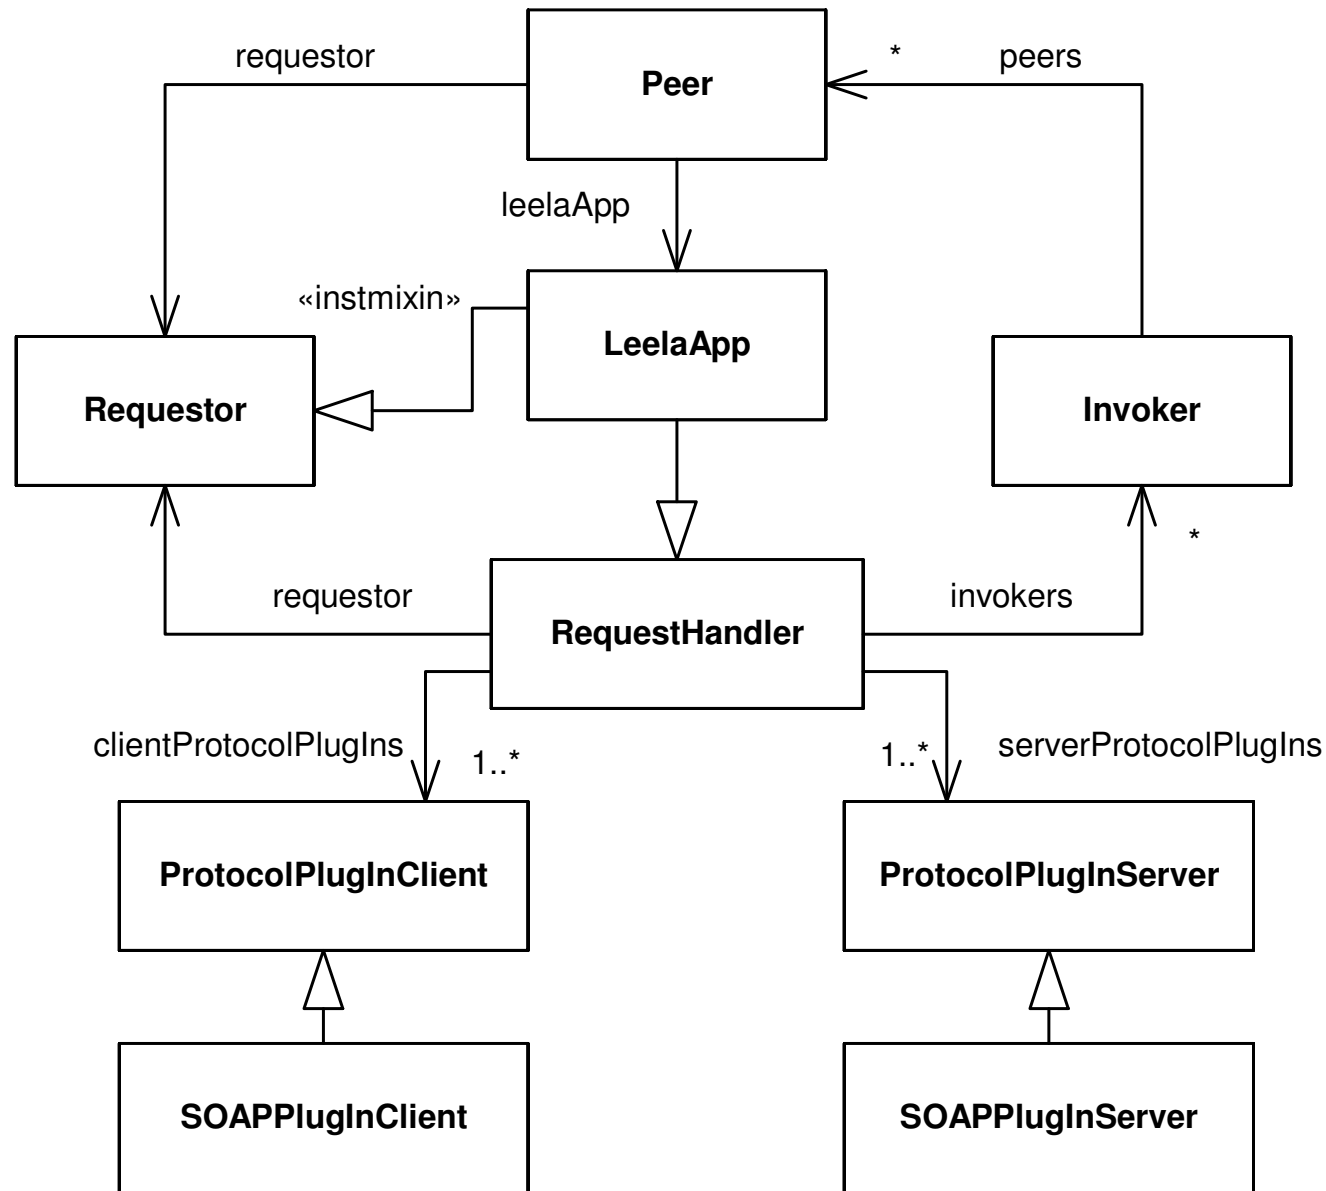 requestor
*
peers
Peer
leelaApp
«instmixin»
LeelaApp
Requestor
Invoker
*
requestor
invokers
RequestHandler
clientProtocolPlugIns
1..*
1..*
serverProtocolPlugIns
ProtocolPlugInClient
ProtocolPlugInServer
SOAPPlugInClient
SOAPPlugInServer